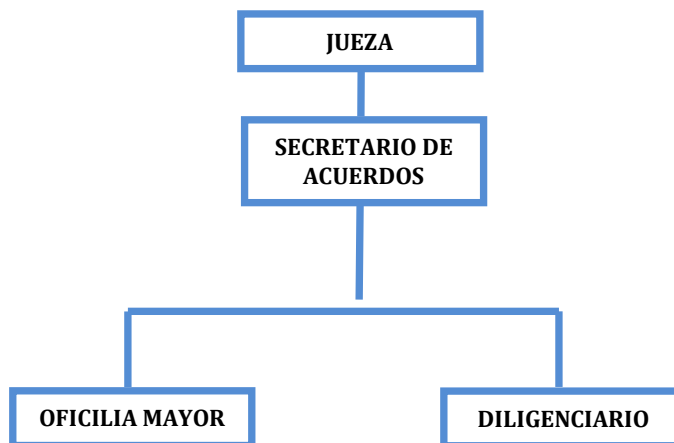 JUEZA
SECRETARIO DE
ACUERDOS
OFICILIA MAYOR
DILIGENCIARIO